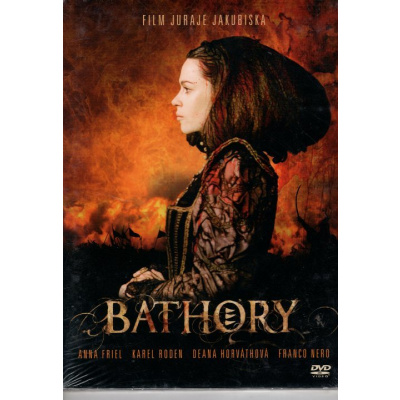 FILM JURAJE JAKUBISKA
BATHORY
ANNA FRIEL KAREL RODEN DEANA HORVÁTHOVÁ FRANCO NERO
DVD
VIDEO